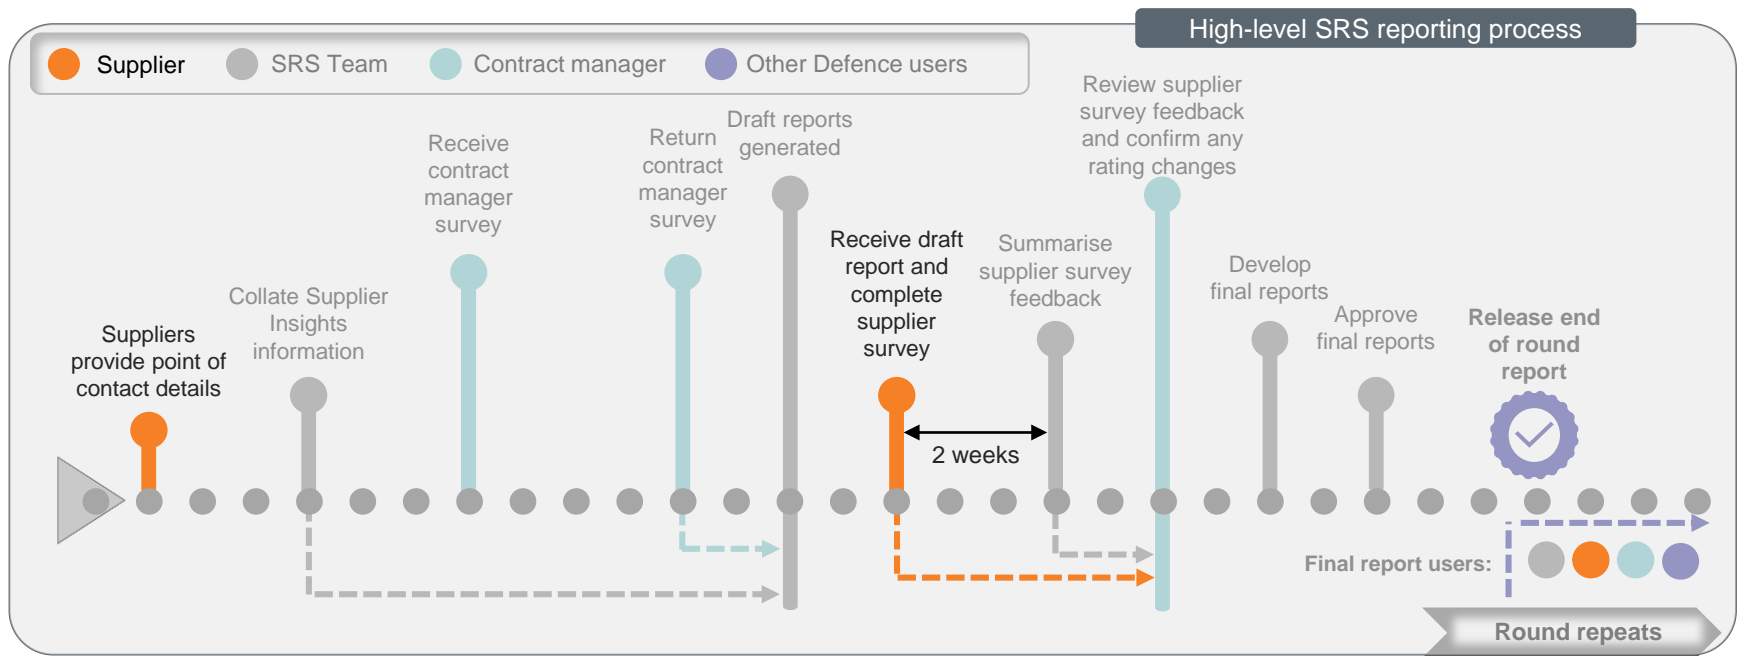 High-level SRS reporting process
Supplier
SRS Team
Contract manager
Other Defence users
Suppliers
provide point of
contact details
Collate Supplier
Insights
information
Receive
contract
manager
survey
Return
contract
manager
survey
Draft reports
generated
Receive draft
report and
complete
supplier
survey
2 weeks
Summarise
supplier survey
feedback
Review supplier
survey feedback
and confirm any
rating changes
Develop
final reports
Approve
final reports
Release end
of round
report
Final report users:
Round repeats